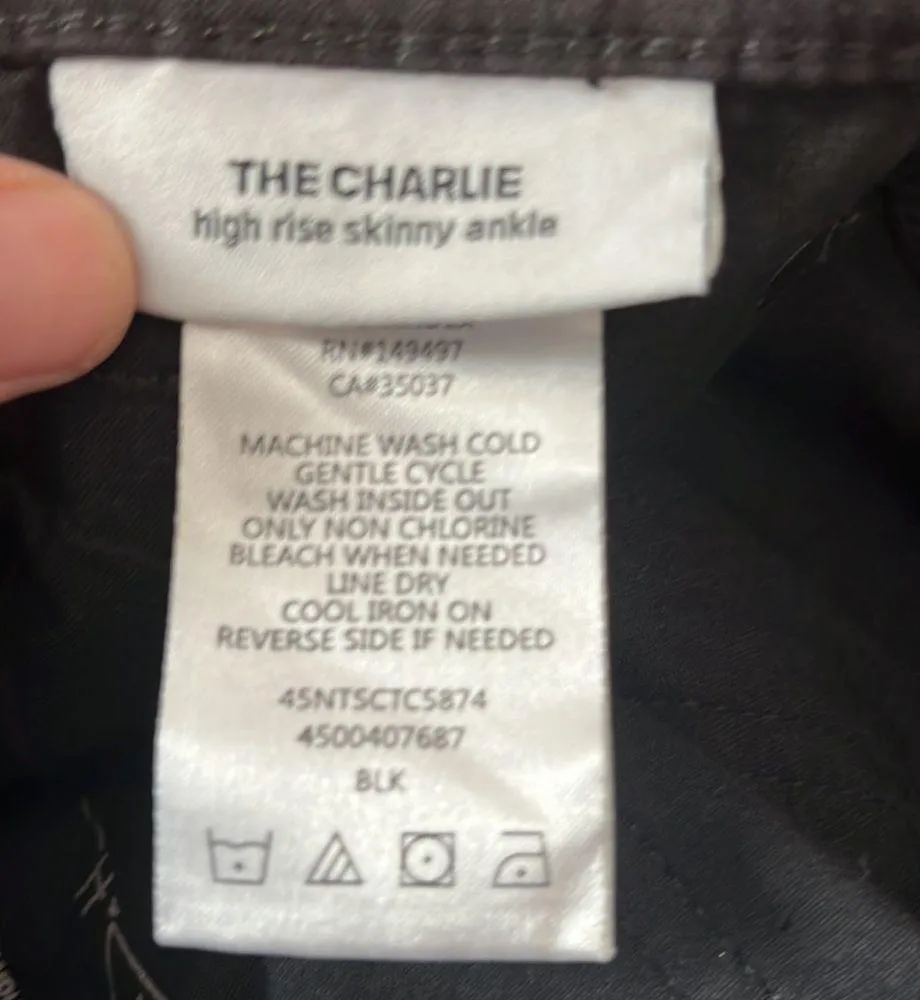 THE CHARLIE
high rise skinny ankle
RN#149497
CA#35037
MACHINE WASH COLD
GENTLE CYCLE
WASH INSIDE OUT
ONLY NON CHLORINE
BLEACH WHEN NEEDED
LINE DRY
COOL IRON ON
REVERSE SIDE IF NEEDED
45NTSCTC5874
4500407687
BLK